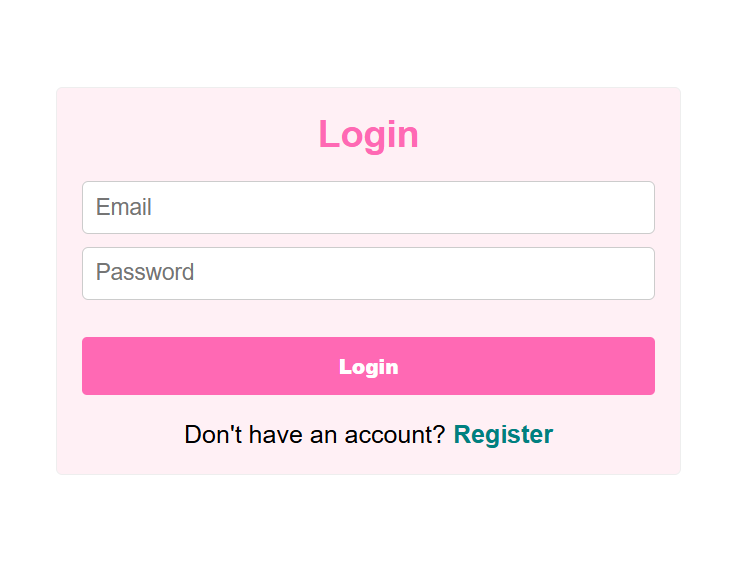 Login
Email
Password
Login
Don't have an account? Register